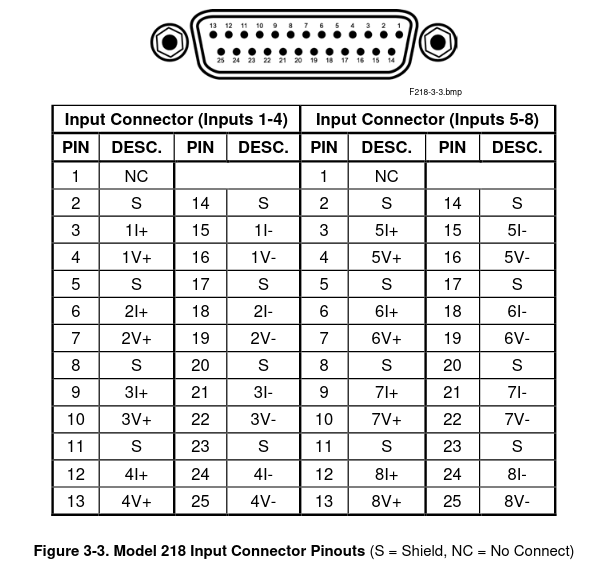 13 12 11 10 9 8 7 6 5 4 3 2 1
25 24 23 22 21 20 19 18 17 16 15 14
F218-3-3.bmp
Input Connector (Inputs 1-4) Input Connector (Inputs 5-8)
PIN DESC. PIN DESC. PIN DESC. PIN DESC.
1 NC 1 NC
2 S 14 S 2 S 14 S
3 1I+ 15 1I- 3 5I+ 15 5I-
4 1V+ 16 1V- 4 5V+ 16 5V-
5 S 17 S 5 S 17 S
6 2I+ 18 2I- 6 6I+ 18 6I-
7 2V+ 19 2V- 7 6V+ 19 6V-
8 S 20 S 8 S 20 S
9 3I+ 21 3I- 9 7I+ 21 7I-
10 3V+ 22 3V- 10 7V+ 22 7V-
11 S 23 S 11 S 23 S
12 4I+ 24 4I- 12 8I+ 24 8I-
13 4V+ 25 4V- 13 8V+ 25 8V-
Figure 3-3. Model 218 Input Connector Pinouts (S = Shield, NC = No Connect)